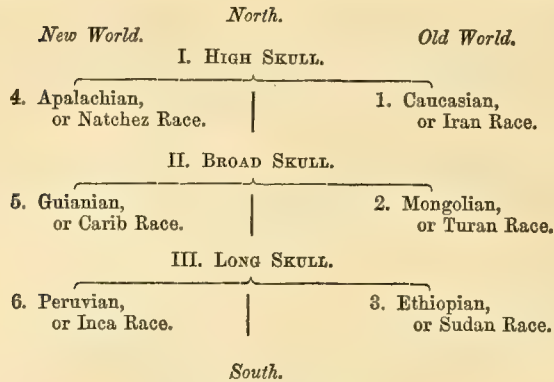 North.
New World. Old World.
I. HIGH SKULL.
4. Apalachian, 1. Caucasian,
or Natchez Race. or Iran Race.
II. BROAD SKULL.
5. Guianian, 2. Mongolian,
or Carib Race. or Turan Race.
III. LONG SKULL.
6. Peruvian, 3. Ethiopian,
or Inca Race. or Sudan Race.
South.